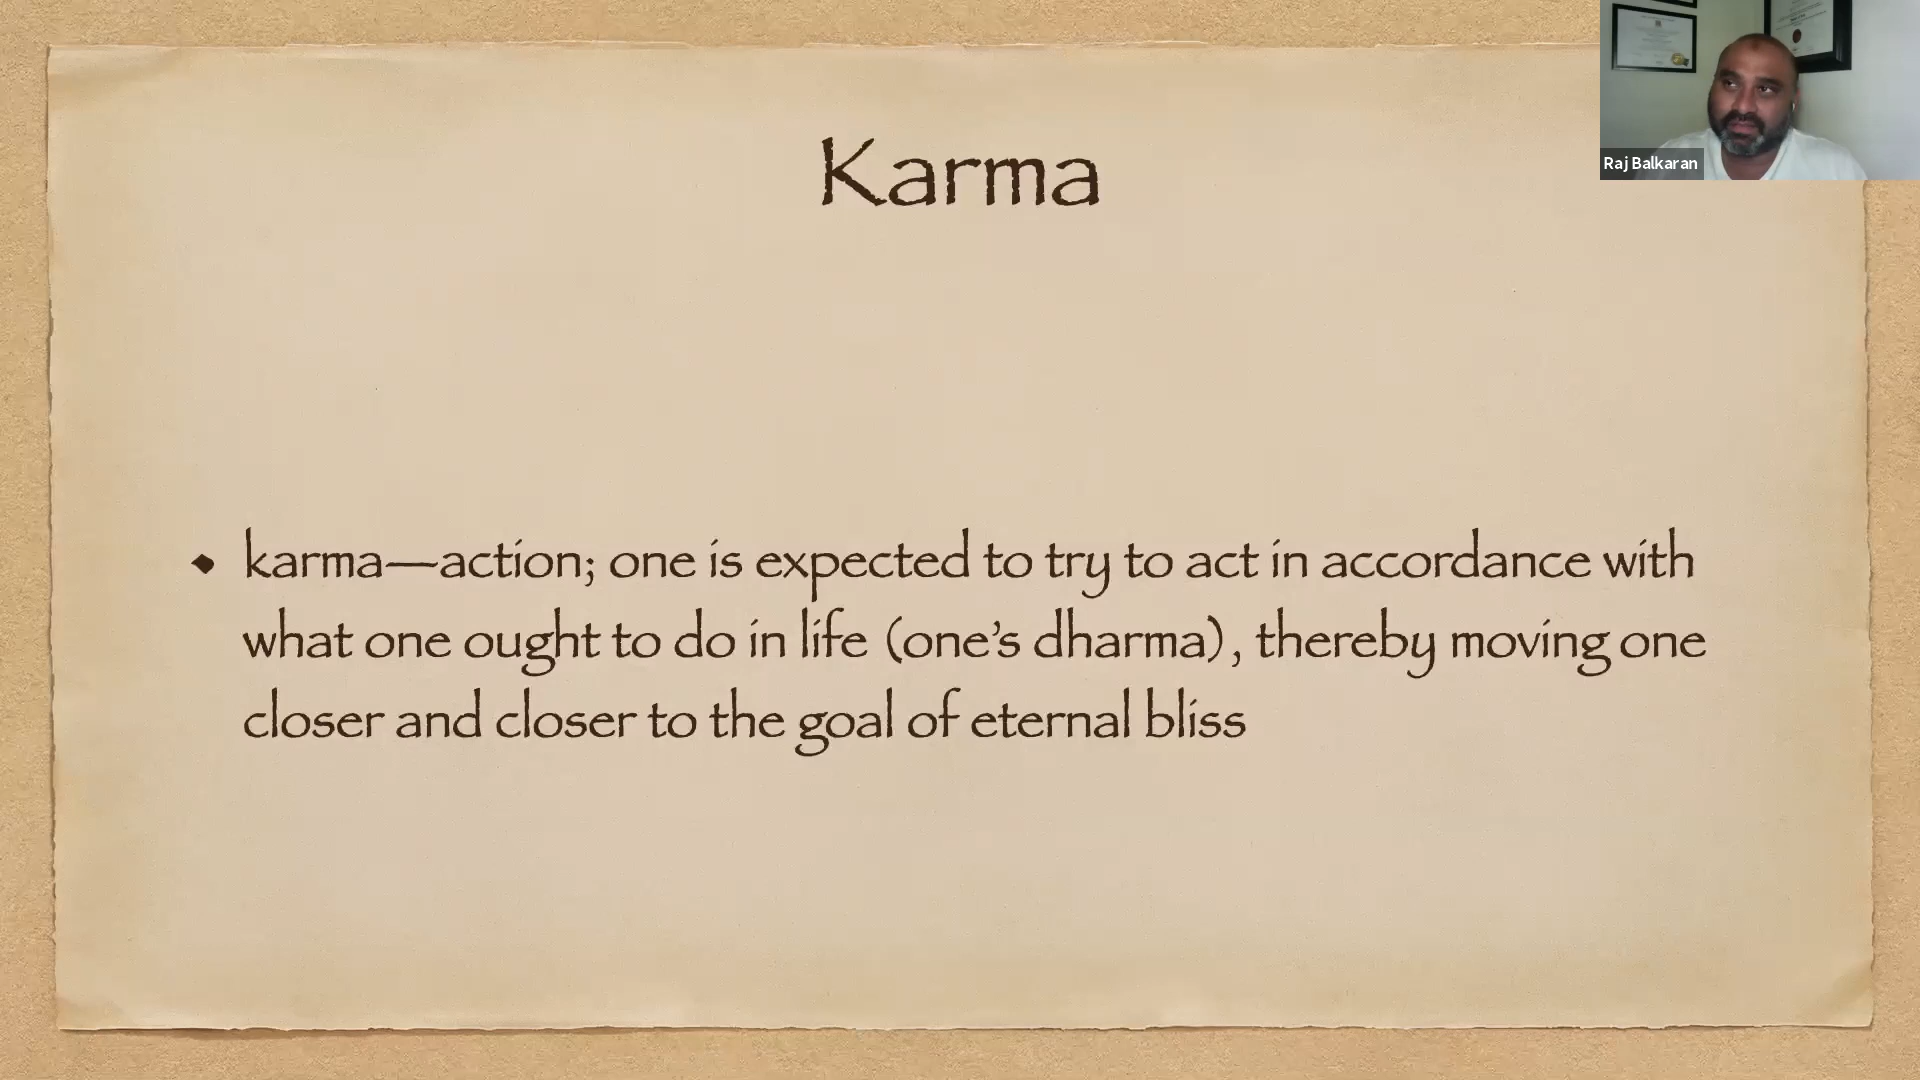 Karma
karma—action; one is expected to try to act in accordance with
what one ought to do in life (one’s dharma), thereby moving one
closer and closer to the goal of eternal bliss
Raj Balkaran